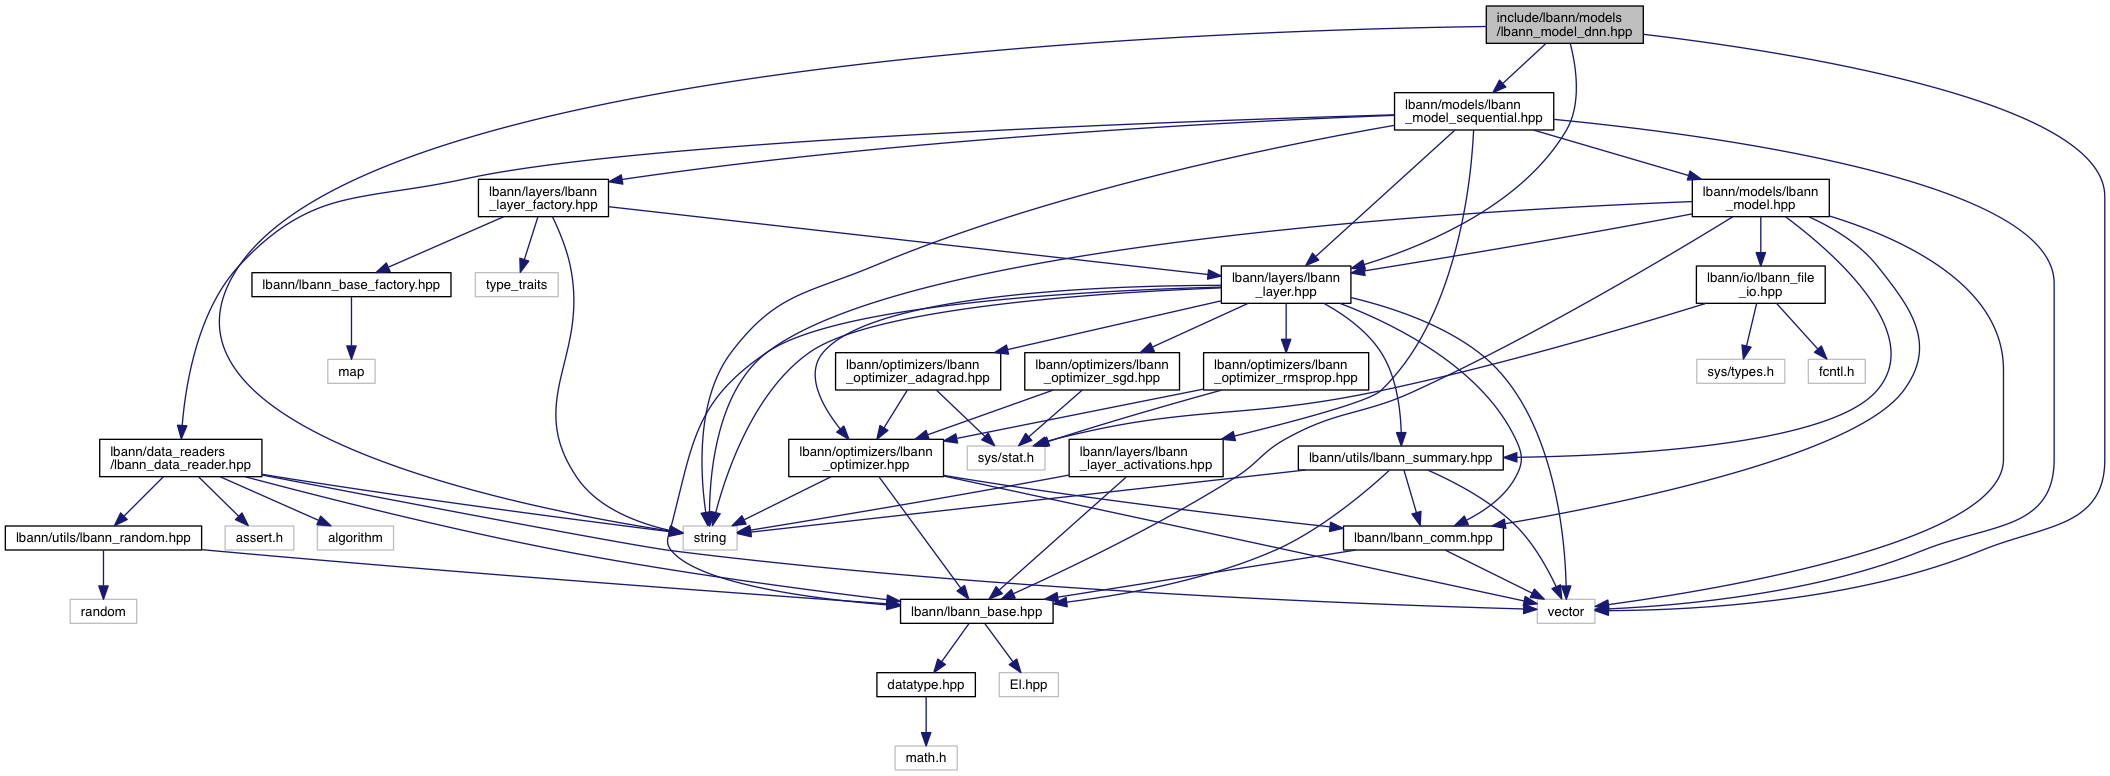 include/lbann/models
/lbann_model_dnn.hpp
lbann/models/lbann
_model_sequential.hpp
lbann/layers/lbann
_layer_factory.hpp
lbann/models/lbann
_model.hpp
lbann/lbann_base_factory.hpp
type_traits
lbann/layers/lbann
_layer.hpp
lbann/io/lbann_file
_io.hpp
map
lbann/optimizers/lbann
_optimizer_adagrad.hpp
lbann/optimizers/lbann
_optimizer_sgd.hpp
lbann/optimizers/lbann
_optimizer_rmsprop.hpp
sys/types.h
fcntl.h
lbann/data_readers
/lbann_data_reader.hpp
lbann/optimizers/lbann
_optimizer.hpp
sys/stat.h
lbann/layers/lbann
_layer_activations.hpp
lbann/utils/lbann_summary.hpp
lbann/utils/lbann_random.hpp
assert.h
algorithm
string
lbann/lbann_comm.hpp
random
lbann/lbann_base.hpp
vector
datatype.hpp
El.hpp
math.h